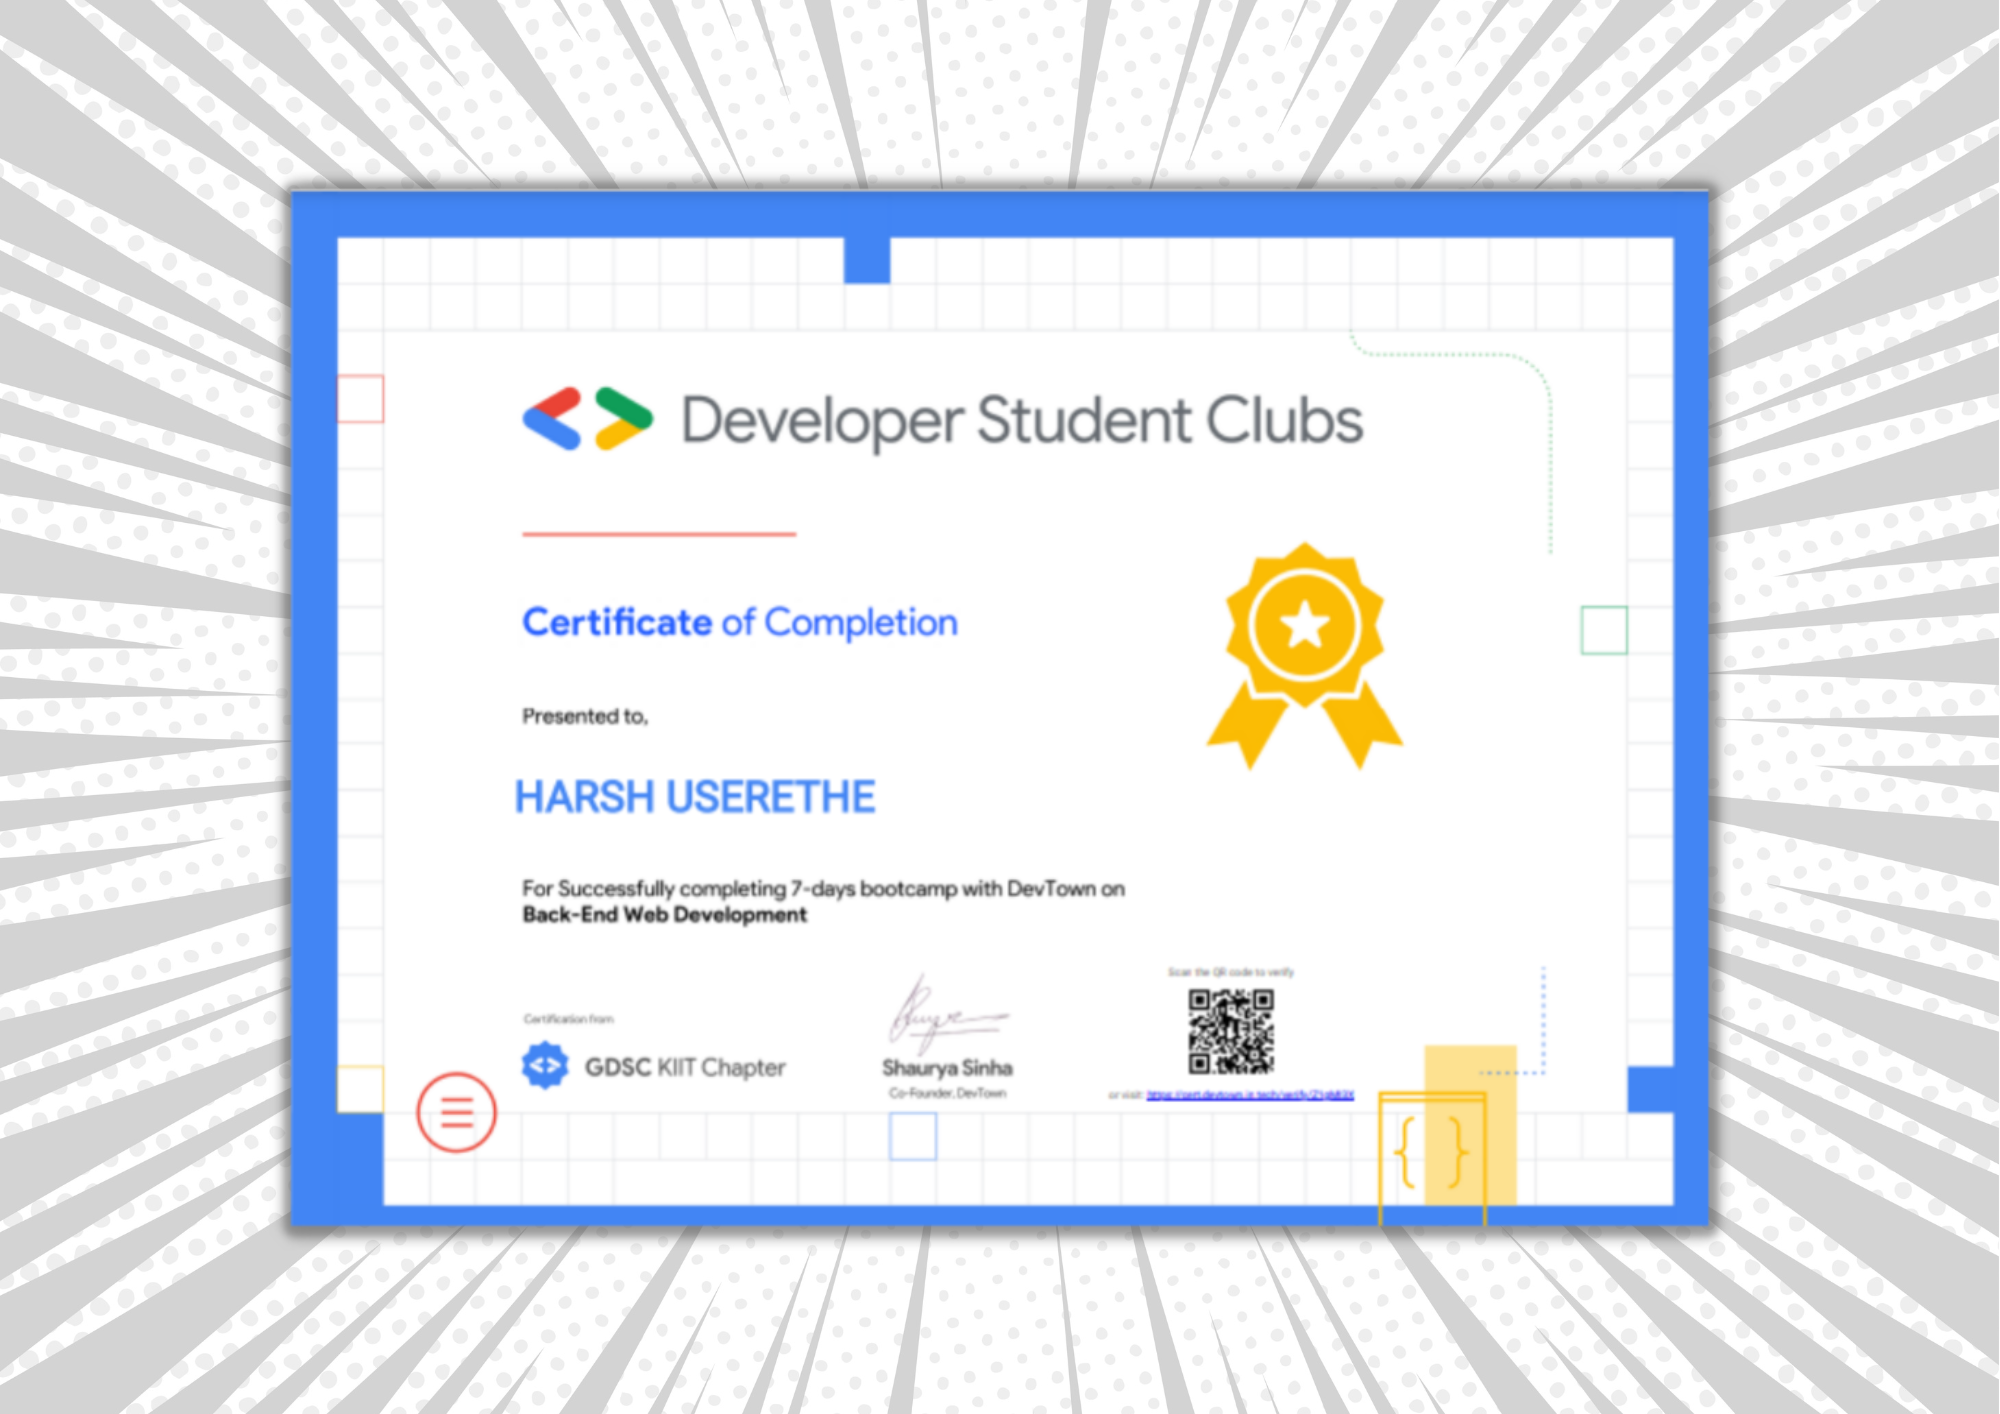 Developer Student Clubs
Certificate of Completion
Presented to,
HARSH USERETHE
For Successfully completing 7-days bootcamp with DevTown on
Back-End Web Development
Scan the QR code to verify
Certification from
GDSC KIIT Chapter
Shaurya Sinha
Co-Founder, DevTown
or visit:
{ }